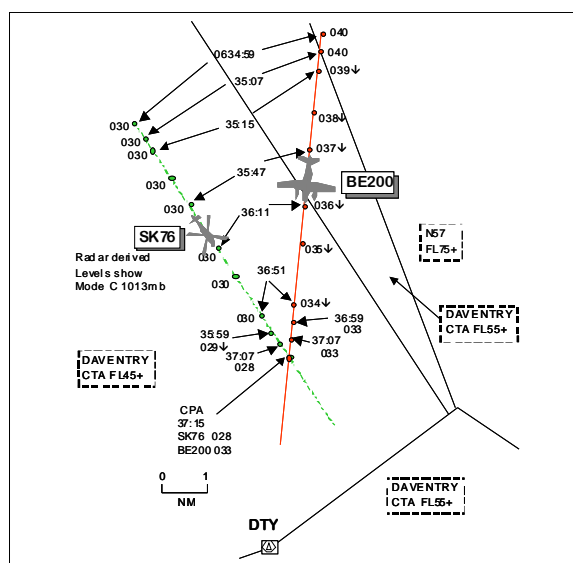 040
0634:59
040
35:07
039↓
35:15
038↓
030
030
030
037↓
35:47
BE200
030
036↓
030
36:11
N57
FL75+
SK76
035↓
Radar derived
Levels show
Mode C 1013mb
030
030
36:51
034↓
DAVENTRY
CTA FL55+
030
36:59
033
35:59
029↓
37:07
033
DAVENTRY
CTA FL45+
37:07
028
CPA
37:15
SK76 028
BE200 033
0 1
NM
DAVENTRY
CTA FL55+
DTY